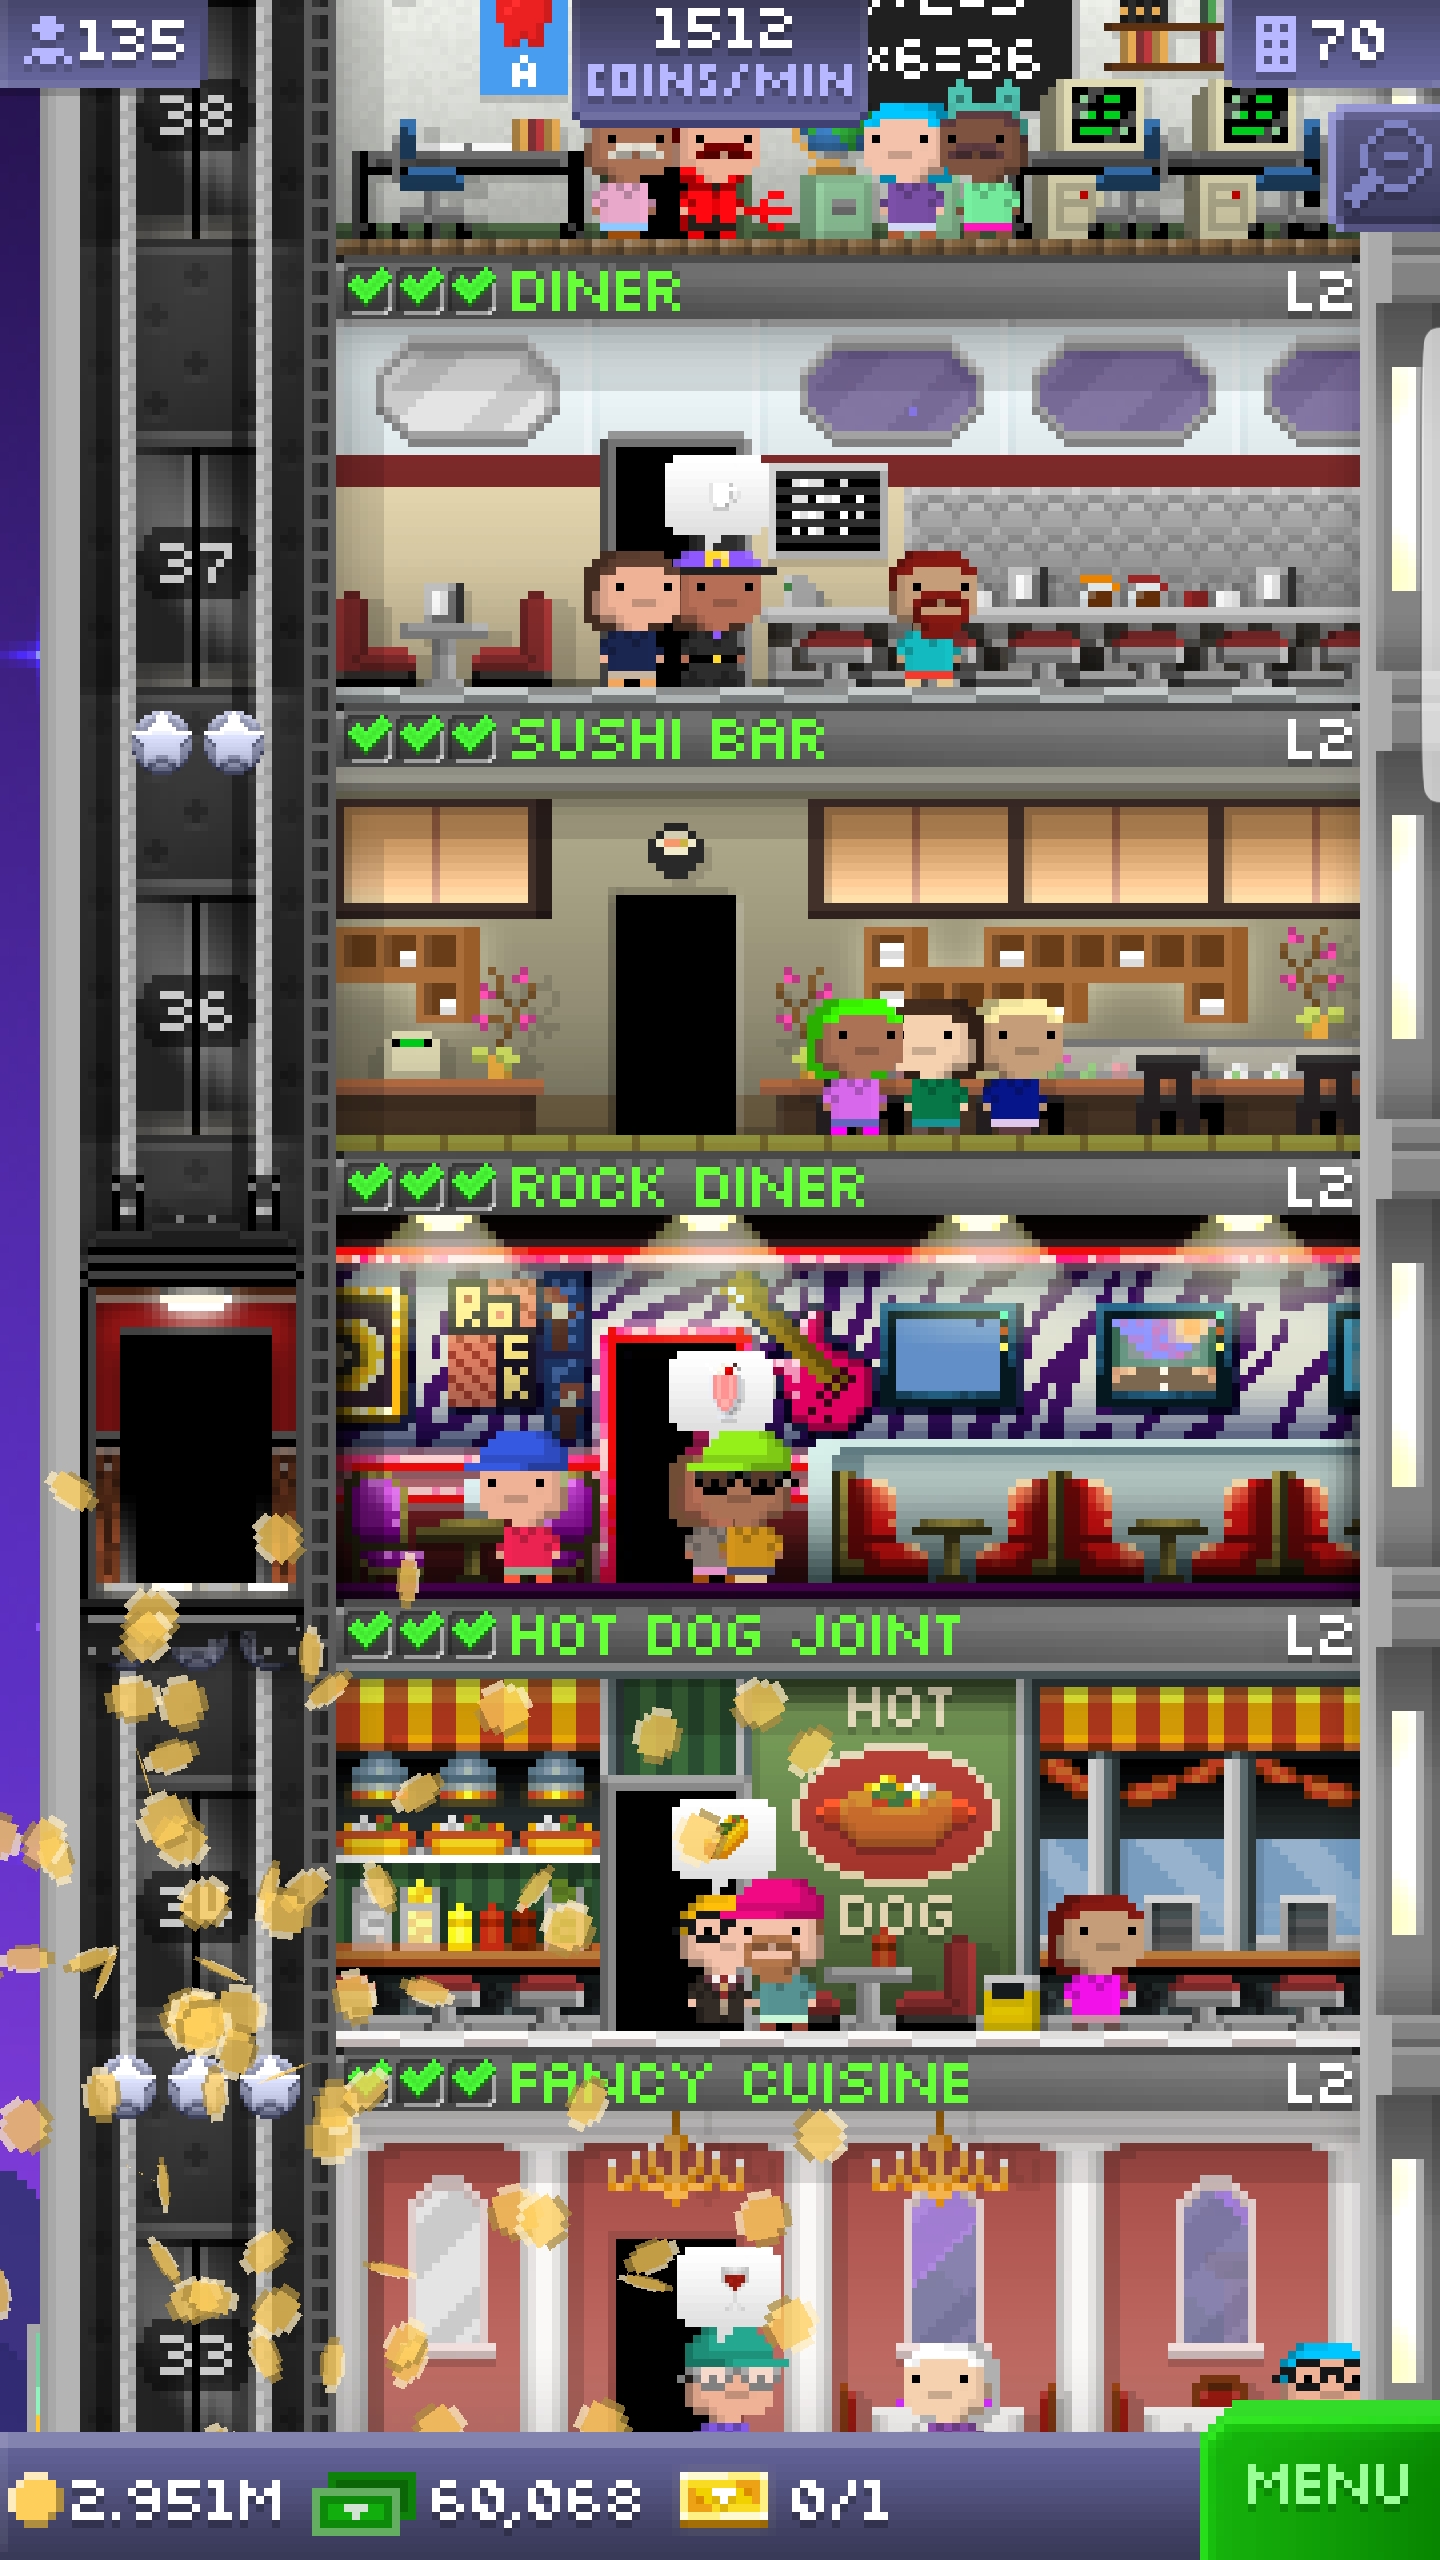 135
1512
COINS/MIN
70
A
×6=36
38
DINER L2
37
SUSHI BAR L2
36
ROCK DINER L2
ROCK
HOT DOG JOINT L2
HOT
DOG
FANCY CUISINE L2
33
2.951M 60,068 0/1
MENU